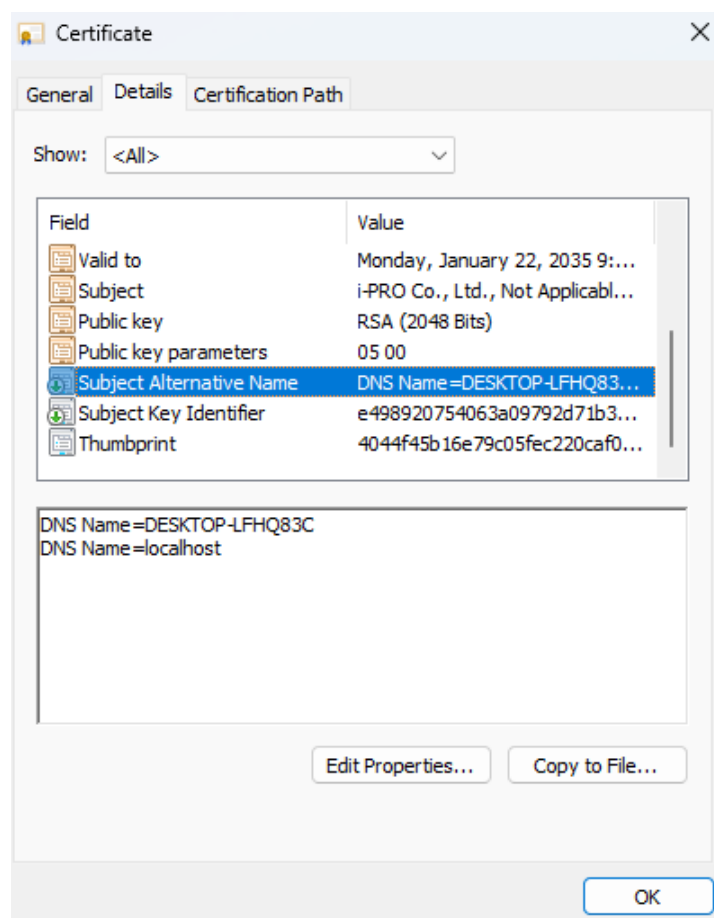 Certificate
General Details Certification Path
Show: <All>
Field Value
Valid to Monday, January 22, 2035 9:...
Subject i-PRO Co., Ltd., Not Applicabl...
Public key RSA (2048 Bits)
Public key parameters 05 00
Subject Alternative Name DNS Name=DESKTOP-LFHQ83...
Subject Key Identifier e498920754063a09792d71b3...
Thumbprint 4044f45b16e79c05fec220caf0...
DNS Name=DESKTOP-LFHQ83C
DNS Name=localhost
Edit Properties... Copy to File...
OK